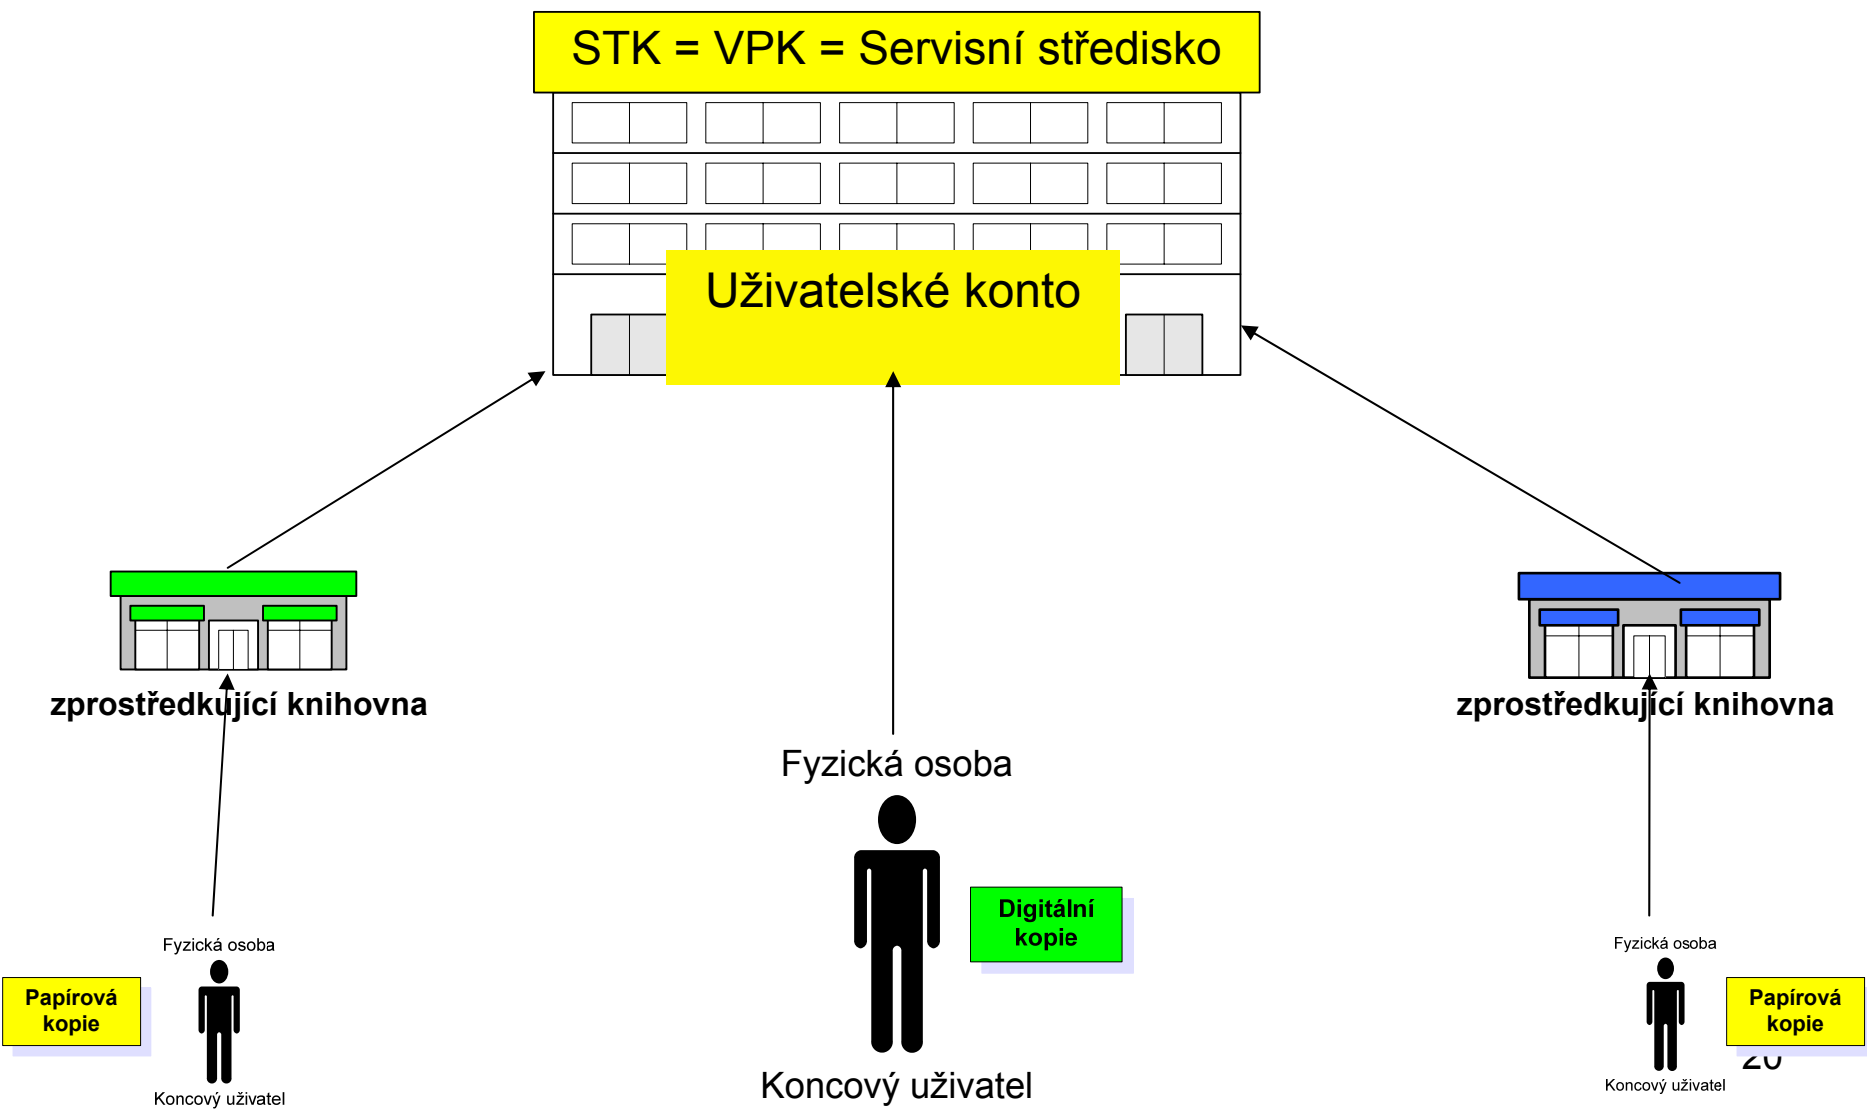 STK = VPK = Servisní středisko
Uživatelské konto
zprostředkující knihovna
zprostředkující knihovna
Fyzická osoba
Digitální
kopie
Fyzická osoba
Fyzická osoba
Papírová
kopie
Papírová
kopie
20
Koncový uživatel
Koncový uživatel
Koncový uživatel